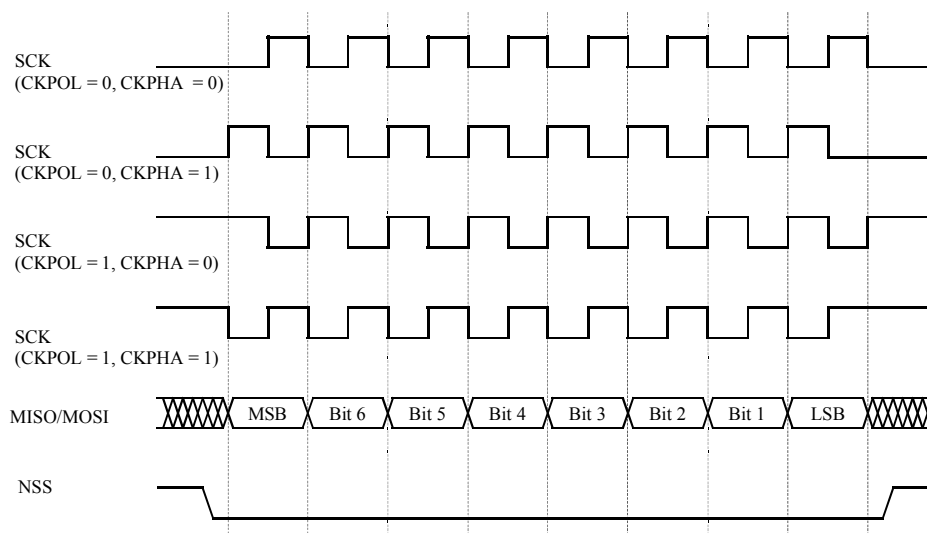 SCK
(CKPOL = 0, CKPHA = 0)
SCK
(CKPOL = 0, CKPHA = 1)
SCK
(CKPOL = 1, CKPHA = 0)
SCK
(CKPOL = 1, CKPHA = 1)
MISO/MOSI MSB Bit 6 Bit 5 Bit 4 Bit 3 Bit 2 Bit 1 LSB
NSS